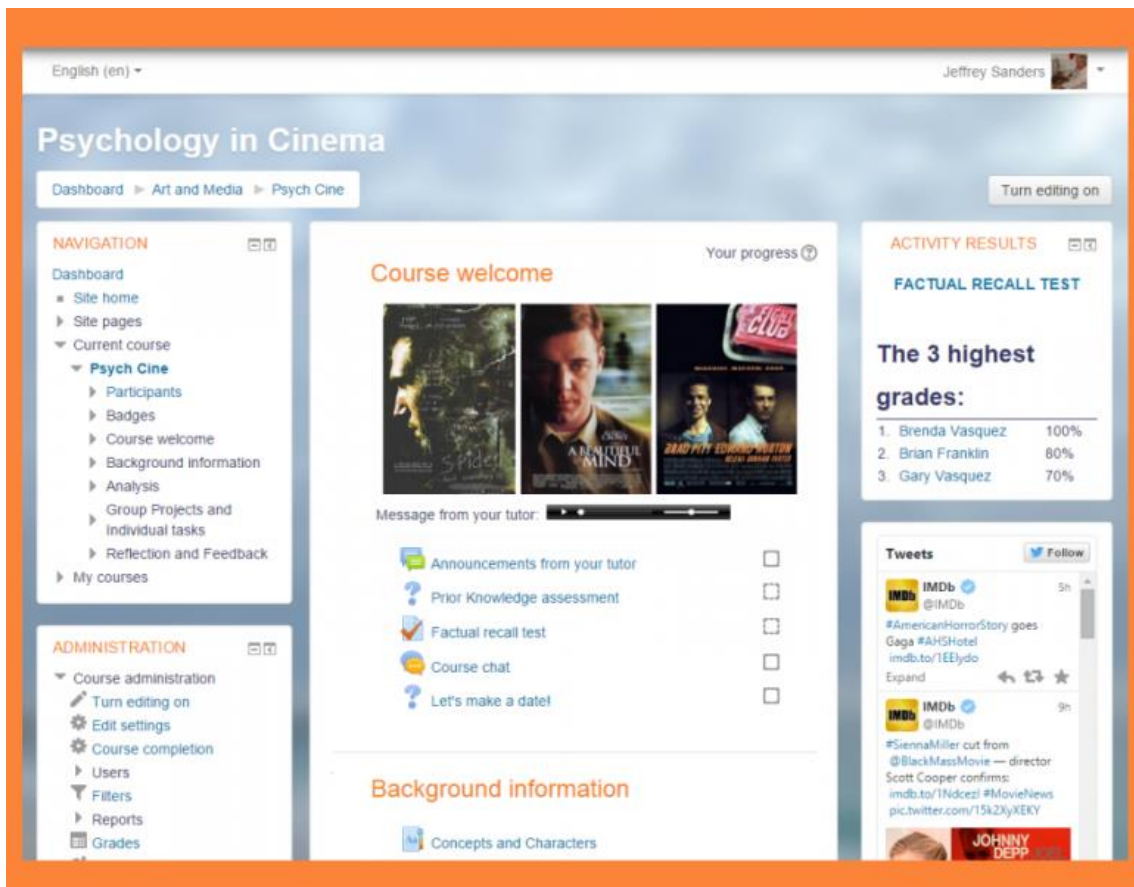 English (en)
Jeffrey Sanders
Psychology in Cinema
Dashboard Art and Media Psych Cine
Turn editing on
NAVIGATION
Dashboard
Site home
Site pages
Current course
Psych Cine
Participants
Badges
Course welcome
Background information
Analysis
Group Projects and
Individual tasks
Reflection and Feedback
My courses
ADMINISTRATION
Course administration
Turn editing on
Edit settings
Course completion
Users
Filters
Reports
Grades
Your progress
Course welcome
Spider
A BEAUTIFUL
MIND
FIGHT
CLUB
BRAD PITT EDWARD NORTON
Message from your tutor:
Announcements from your tutor
Prior Knowledge assessment
Factual recall test
Course chat
Let's make a date!
Background information
Concepts and Characters
ACTIVITY RESULTS
FACTUAL RECALL TEST
The 3 highest
grades:
1. Brenda Vasquez 100%
2. Brian Franklin 80%
3. Gary Vasquez 70%
Tweets Follow
IMDb 5h
@IMDb
#AmericanHorrorStory goes
Gaga #AHSHotel
imdb.to/1EElydo
Expand
IMDb 9h
@IMDb
#SiennaMiller cut from
@BlackMassMovie — director
Scott Cooper confirms:
imdb.to/1Ndcezl #MovieNews
pic.twitter.com/15k2XyXEKY
JOHNNY
DEPP